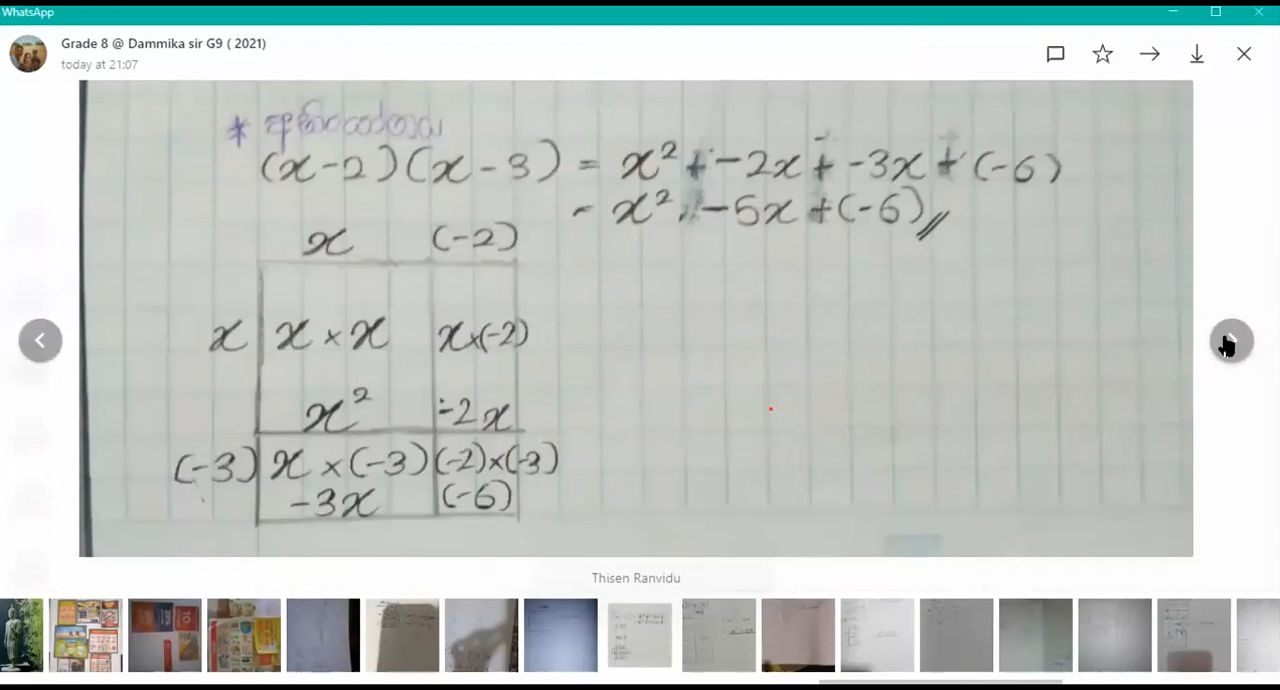 WhatsApp
Grade 8 @ Dammika sir G9 ( 2021)
today at 21:07
*
(x-2)(x-3) = x² + -2x + -3x + (-6)
- x², -5x +(-6)//
x (-2)
x x × x x×(-2)
x² -2x
(-3) x × (-3) (-2)×(-3)
-3x (-6)
Thisen Ranvidu